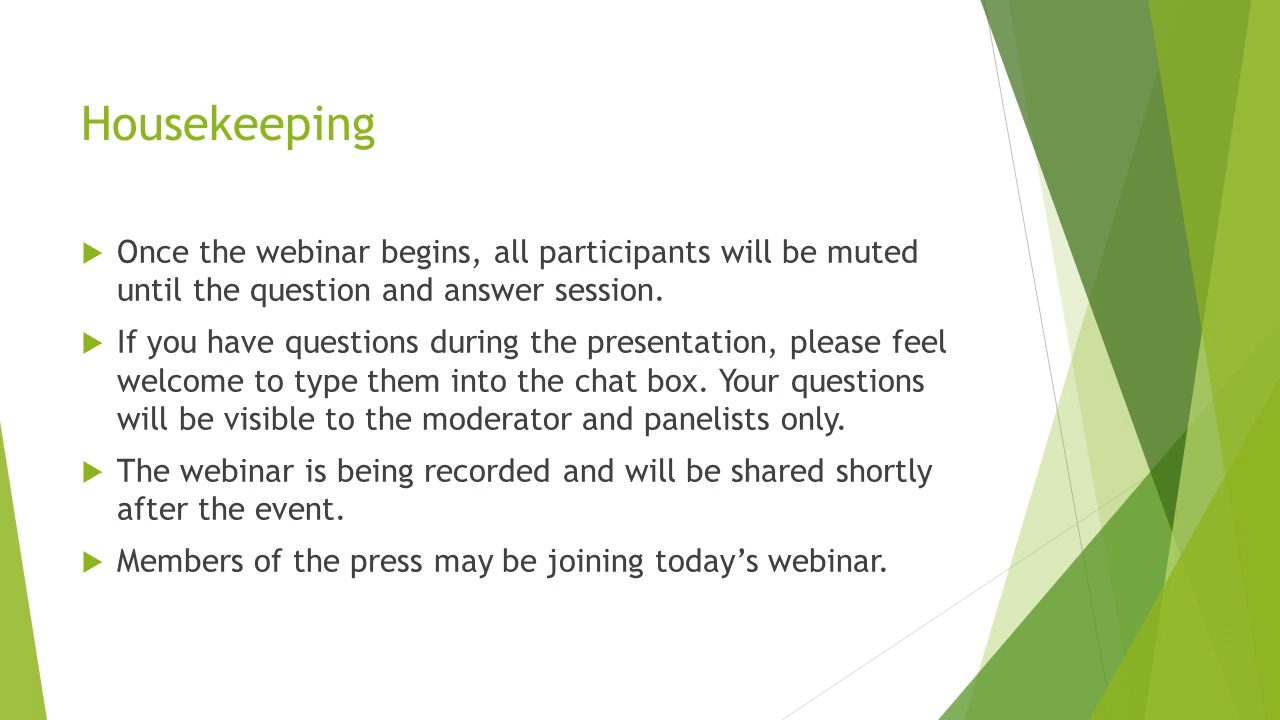 Housekeeping
Once the webinar begins, all participants will be muted
until the question and answer session.
If you have questions during the presentation, please feel
welcome to type them into the chat box. Your questions
will be visible to the moderator and panelists only.
The webinar is being recorded and will be shared shortly
after the event.
Members of the press may be joining today’s webinar.